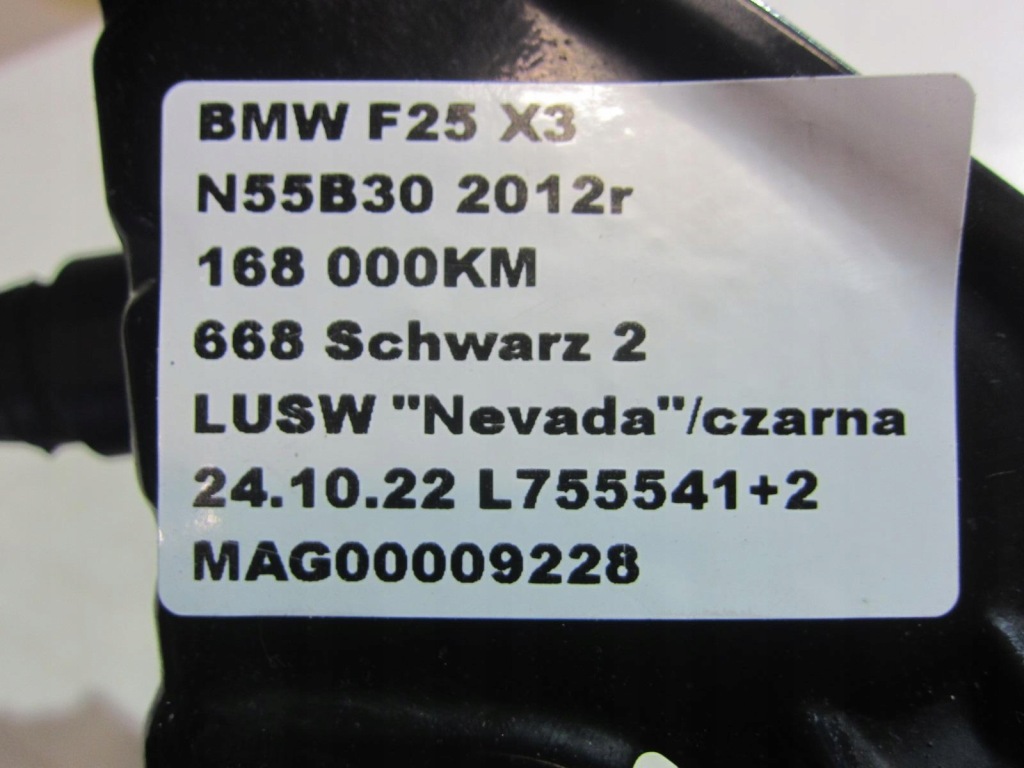 BMW F25 X3
N55B30 2012r
168 000KM
668 Schwarz 2
LUSW "Nevada"/czarna
24.10.22 L755541+2
MAG00009228